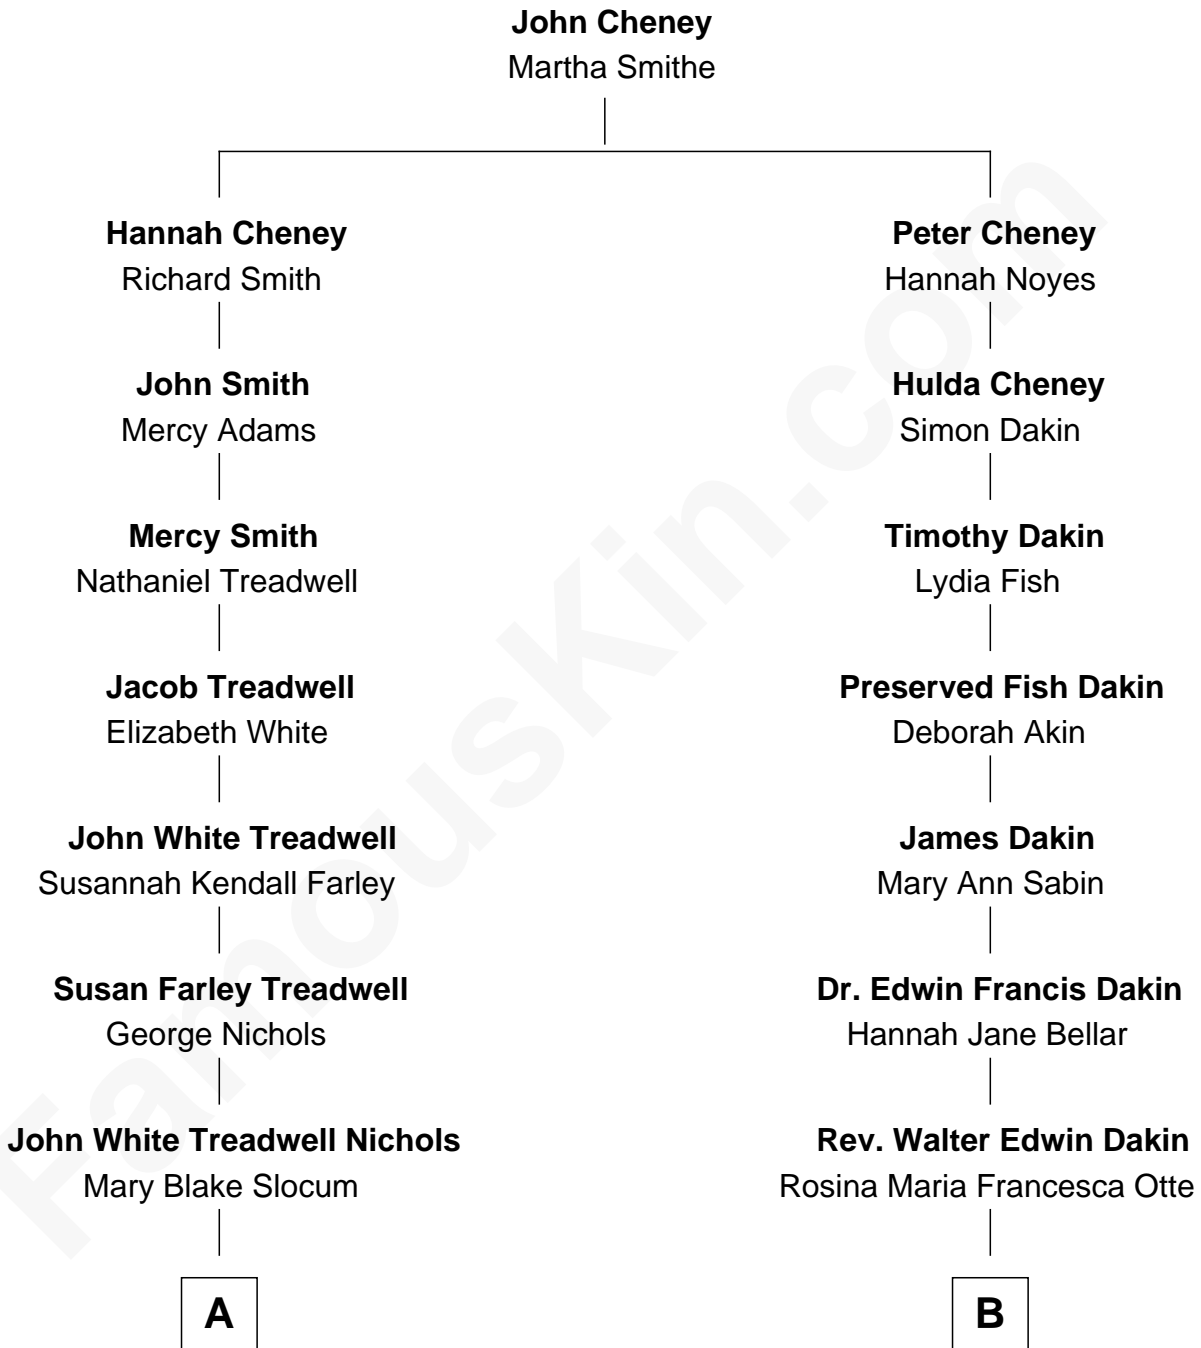 John Cheney
Martha Smithe
Hannah Cheney
Richard Smith
Peter Cheney
Hannah Noyes
John Smith
Mercy Adams
Hulda Cheney
Simon Dakin
Mercy Smith
Nathaniel Treadwell
Timothy Dakin
Lydia Fish
Jacob Treadwell
Elizabeth White
Preserved Fish Dakin
Deborah Akin
John White Treadwell
Susannah Kendall Farley
James Dakin
Mary Ann Sabin
Susan Farley Treadwell
George Nichols
Dr. Edwin Francis Dakin
Hannah Jane Bellar
John White Treadwell Nichols
Mary Blake Slocum
Rev. Walter Edwin Dakin
Rosina Maria Francesca Otte
A
B
FamousKin.com